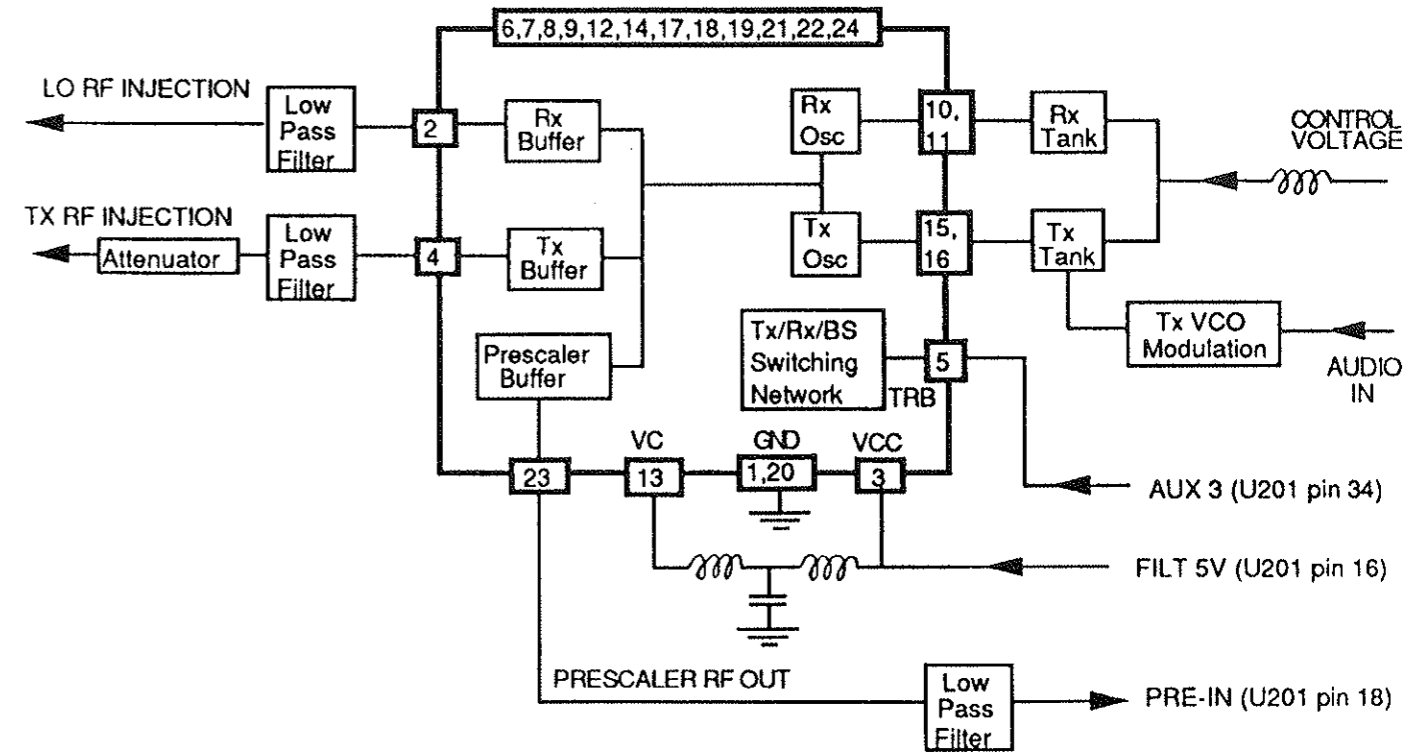 6,7,8,9,12,14,17,18,19,21,22,24
LO RF INJECTION
Low
Pass
Filter
2
Rx
Buffer
Rx
Osc
10,
11
Rx
Tank
CONTROL
VOLTAGE
TX RF INJECTION
Attenuator
Low
Pass
Filter
4
Tx
Buffer
Tx
Osc
15,
16
Tx
Tank
Tx VCO
Modulation
AUDIO
IN
Prescaler
Buffer
Tx/Rx/BS
Switching
Network
TRB
5
VC
GND
VCC
23
13
1,20
3
AUX 3 (U201 pin 34)
FILT 5V (U201 pin 16)
PRESCALER RF OUT
Low
Pass
Filter
PRE-IN (U201 pin 18)